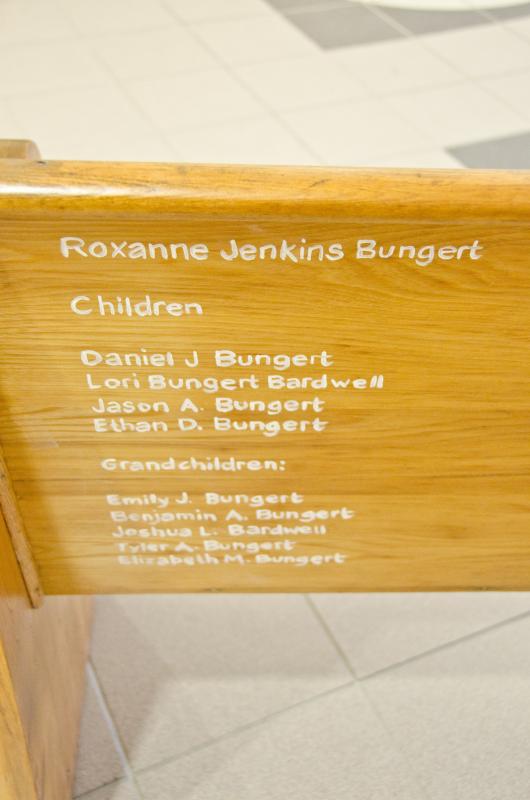 Roxanne Jenkins Bungert
Children
Daniel J Bungert
Lori Bungert Bardwell
Jason A. Bungert
Ethan D. Bungert
Grandchildren:
Emily J. Bungert
Benjamin A. Bungert
Joshua L. Bardwell
Tyler A. Bungert
Elizabeth M. Bungert